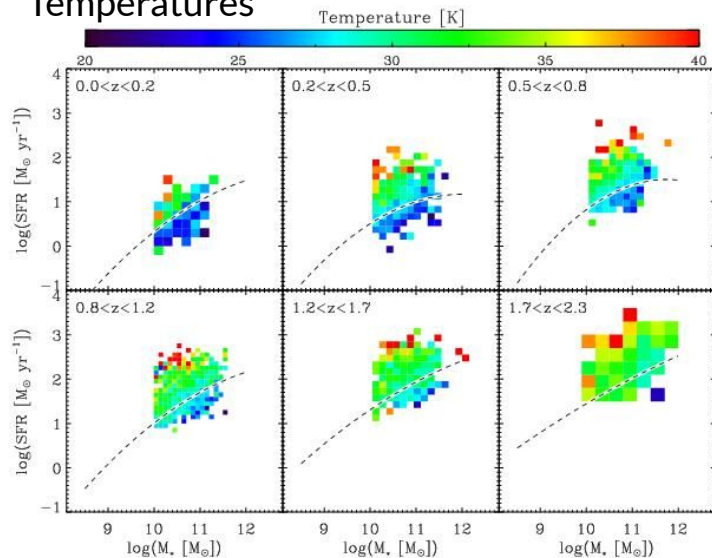 Temperatures
Temperature [K]
20 25 30 35 40
4
3
2
1
0
−1
log(SFR [M⊙ yr⁻¹])
0.0<z<0.2
0.2<z<0.5
0.5<z<0.8
4
3
2
1
0
−1
log(SFR [M⊙ yr⁻¹])
0.8<z<1.2
1.2<z<1.7
1.7<z<2.3
9 10 11 12
9 10 11 12
9 10 11 12
log(M* [M⊙])
log(M* [M⊙])
log(M* [M⊙])